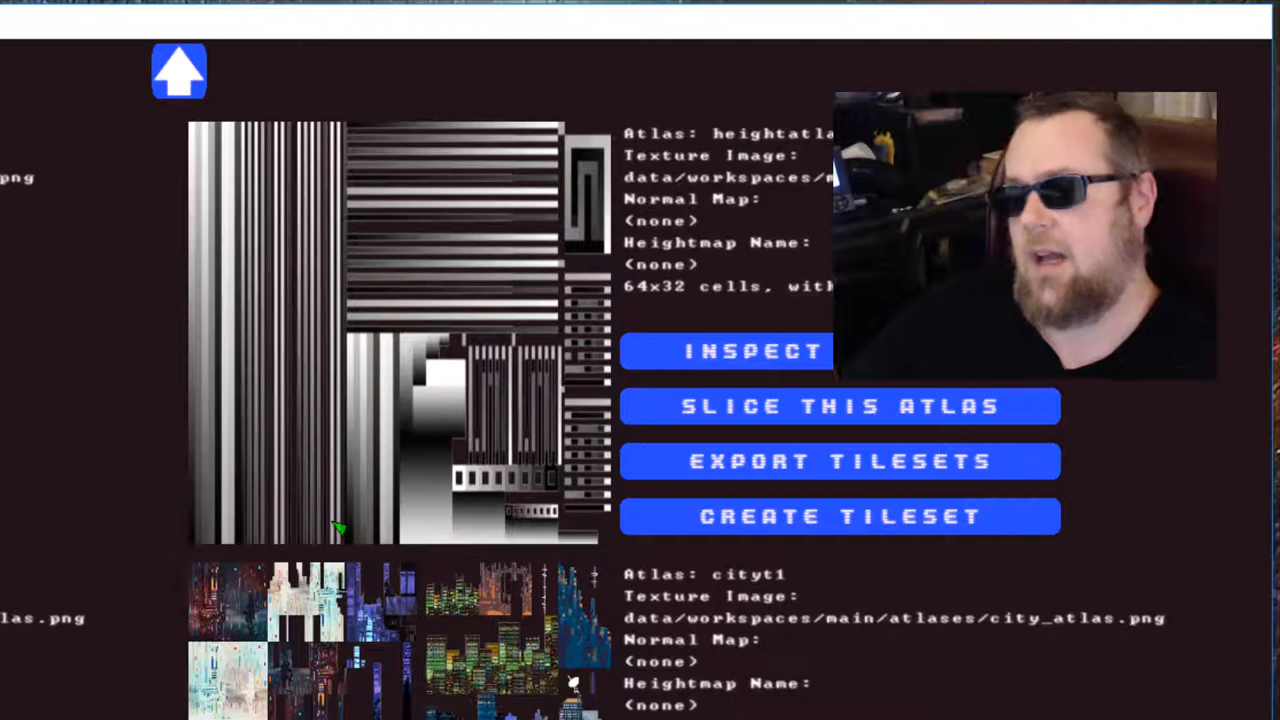 png
Atlas: heightatla
Texture Image:
data/workspaces/m
Normal Map:
(none)
Heightmap Name:
(none)
64x32 cells, with
INSPECT
SLICE THIS ATLAS
EXPORT TILESETS
CREATE TILESET
las.png
Atlas: cityt1
Texture Image:
data/workspaces/main/atlases/city_atlas.png
Normal Map:
(none)
Heightmap Name:
(none)